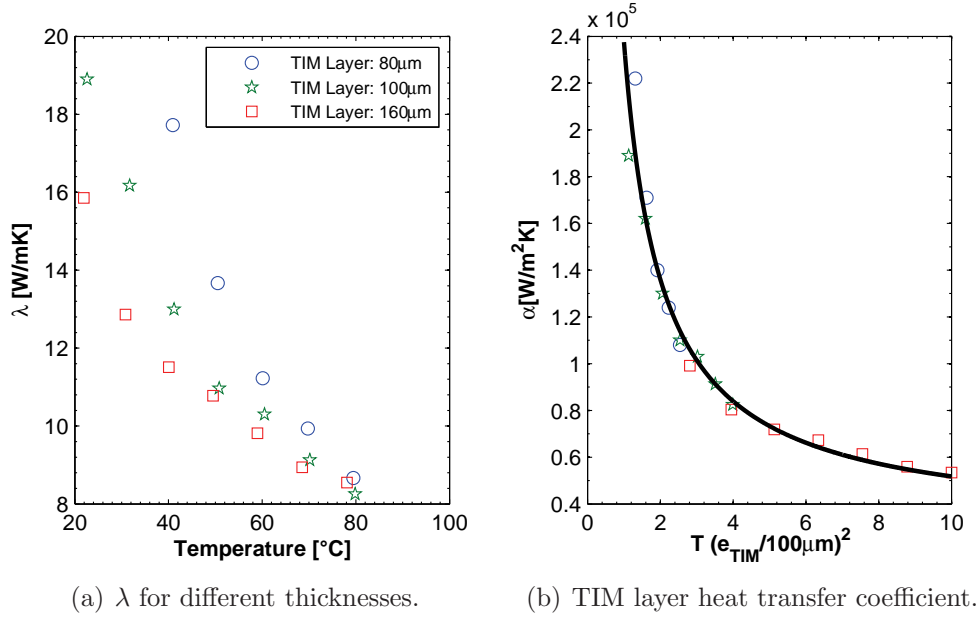 20
18
16
14
12
10
8
λ [W/mK]
TIM Layer: 80μm
TIM Layer: 100μm
TIM Layer: 160μm
20 40 60 80 100
Temperature [°C]
(a) λ for different thicknesses.
x 10⁵
2.4
2.2
2
1.8
1.6
1.4
1.2
1
0.8
0.6
0.4
α[W/m²K]
0 2 4 6 8 10
T (e_TIM/100μm)²
(b) TIM layer heat transfer coefficient.